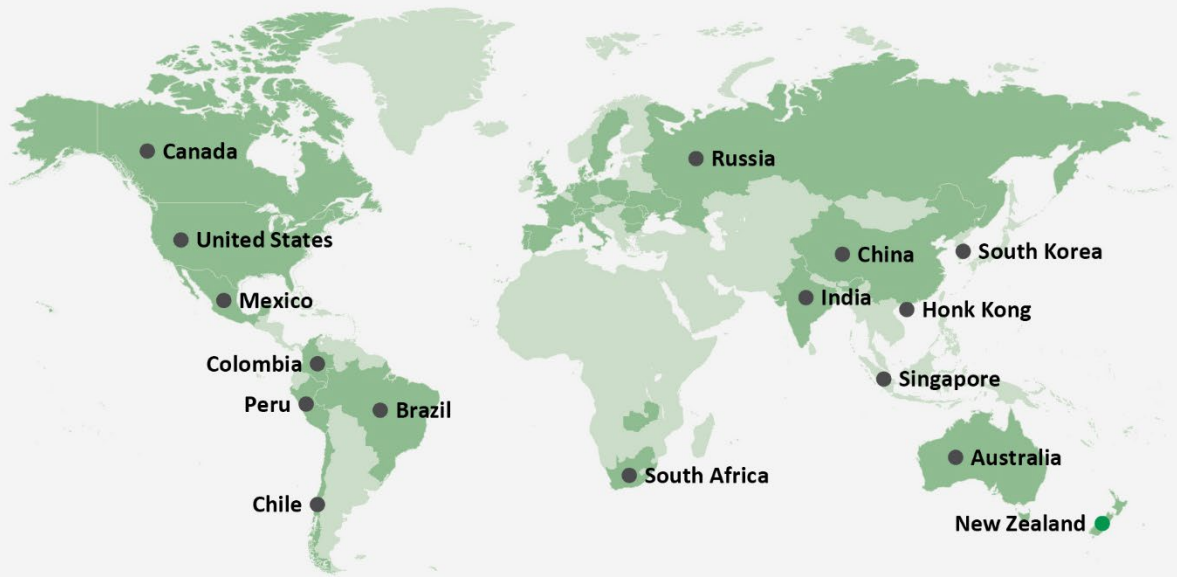 Canada
Russia
United States
China
South Korea
Mexico
India
Honk Kong
Colombia
Singapore
Peru
Brazil
Australia
South Africa
Chile
New Zealand